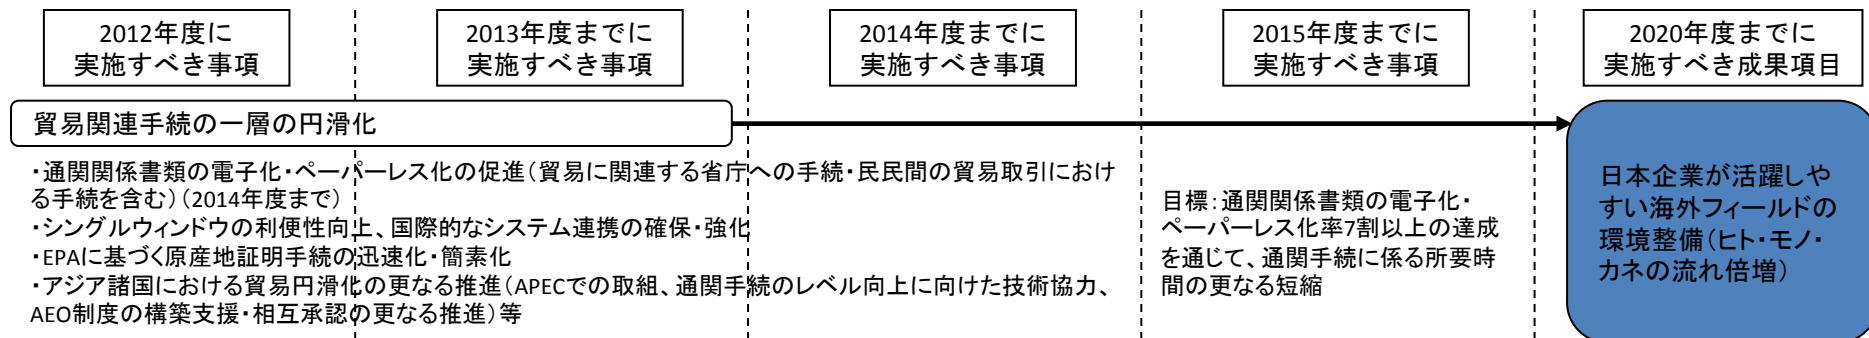 2012年度に
実施すべき事項
2013年度までに
実施すべき事項
2014年度までに
実施すべき事項
2015年度までに
実施すべき事項
2020年度までに
実施すべき成果項目
貿易関連手続の一層の円滑化
・通関関係書類の電子化・ペーパーレス化の促進（貿易に関連する省庁への手続・民民間の貿易取引におけ
る手続を含む）（2014年度まで）
・シングルウィンドウの利便性向上、国際的なシステム連携の確保・強化
・EPAに基づく原産地証明手続の迅速化・簡素化
・アジア諸国における貿易円滑化の更なる推進（APECでの取組、通関手続のレベル向上に向けた技術協力、
AEO制度の構築支援・相互承認の更なる推進）等
目標：通関関係書類の電子化・
ペーパーレス化率7割以上の達成
を通じて、通関手続に係る所要時
間の更なる短縮
日本企業が活躍しや
すい海外フィールドの
環境整備（ヒト・モノ・
カネの流れ倍増）